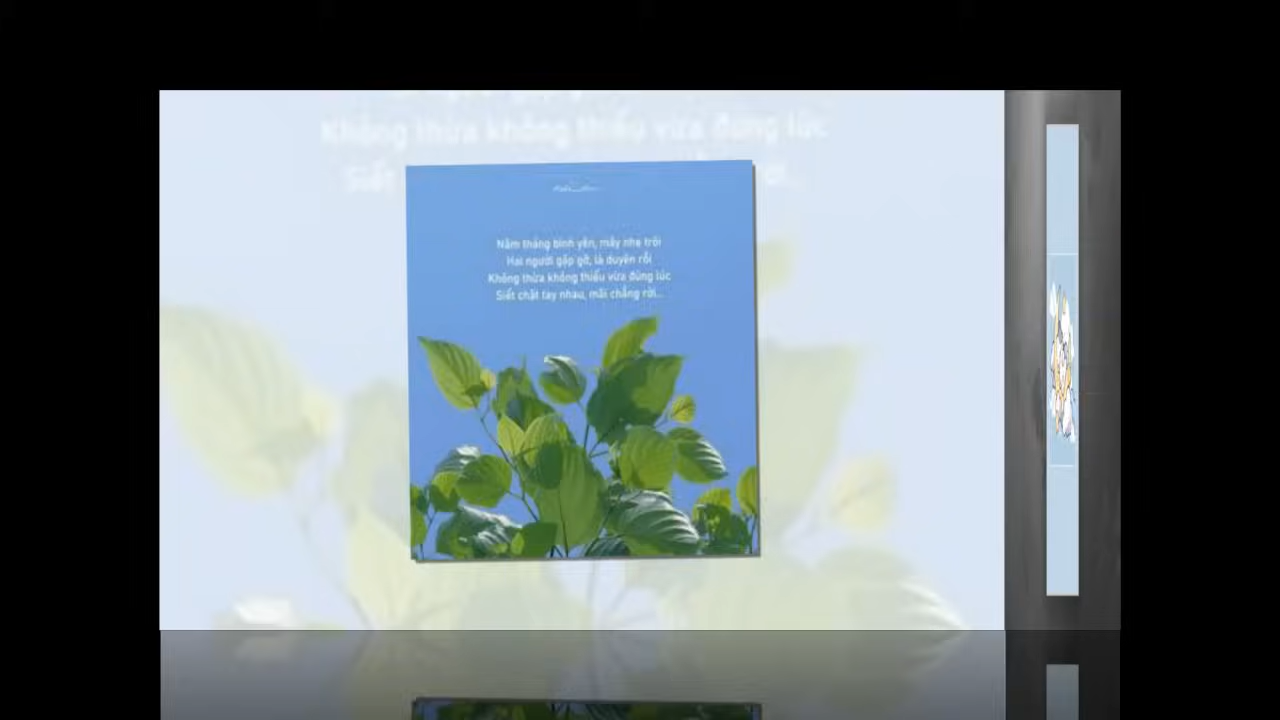 Không thừa không thiếu vừa đúng lúc
Siết
Năm tháng bình yên, mây nhẹ trôi
Hai người gặp gỡ, là duyên rồi
Không thừa không thiếu vừa đúng lúc
Siết chặt tay nhau, mãi chẳng rời...